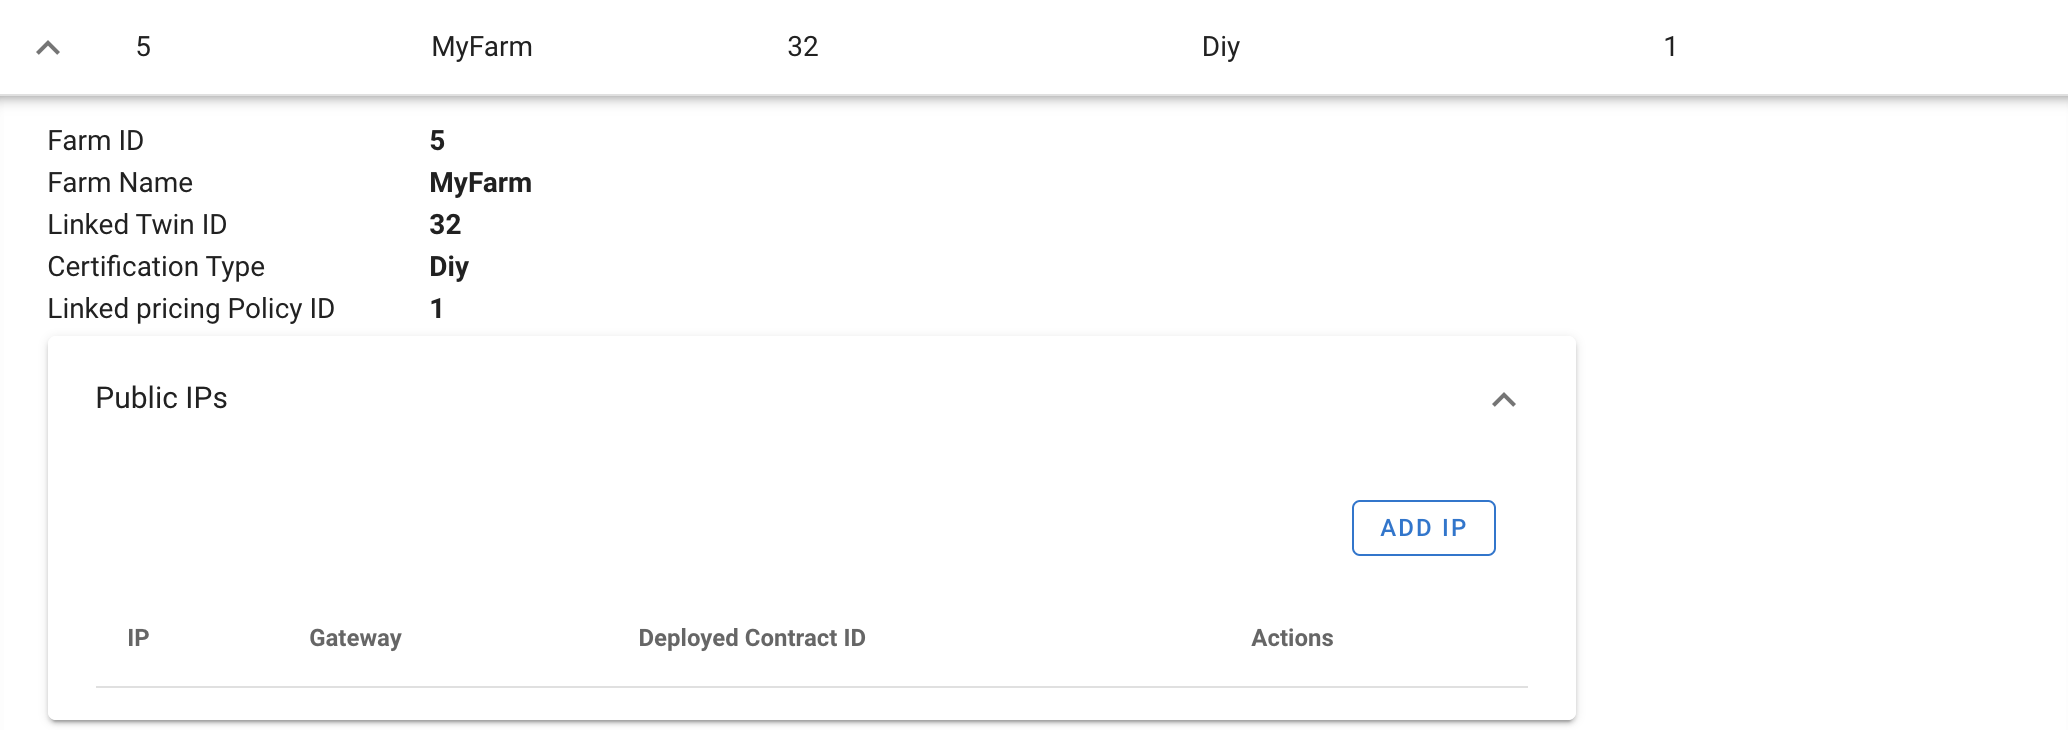 5 MyFarm 32 Diy 1
Farm ID 5
Farm Name MyFarm
Linked Twin ID 32
Certification Type Diy
Linked pricing Policy ID 1
Public IPs
ADD IP
IP Gateway Deployed Contract ID Actions